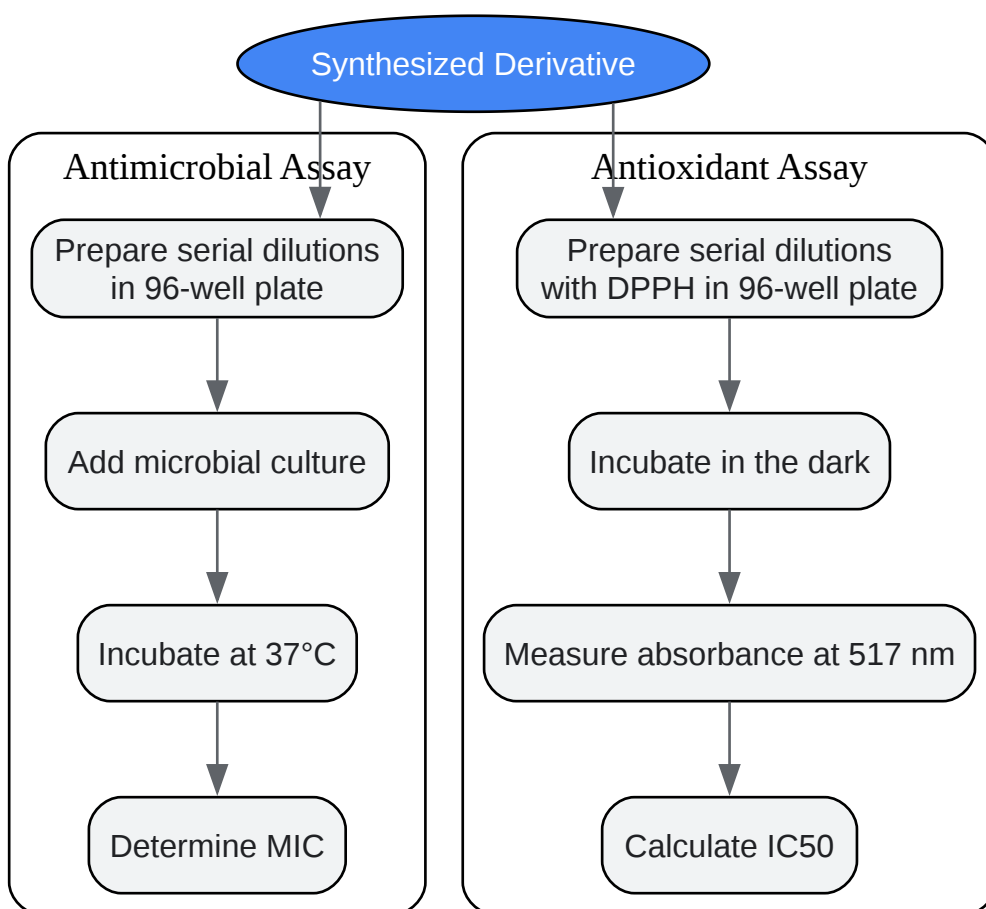 Synthesized Derivative
Antimicrobial Assay
Prepare serial dilutions
in 96-well plate
Add microbial culture
Incubate at 37°C
Determine MIC
Antioxidant Assay
Prepare serial dilutions
with DPPH in 96-well plate
Incubate in the dark
Measure absorbance at 517 nm
Calculate IC50